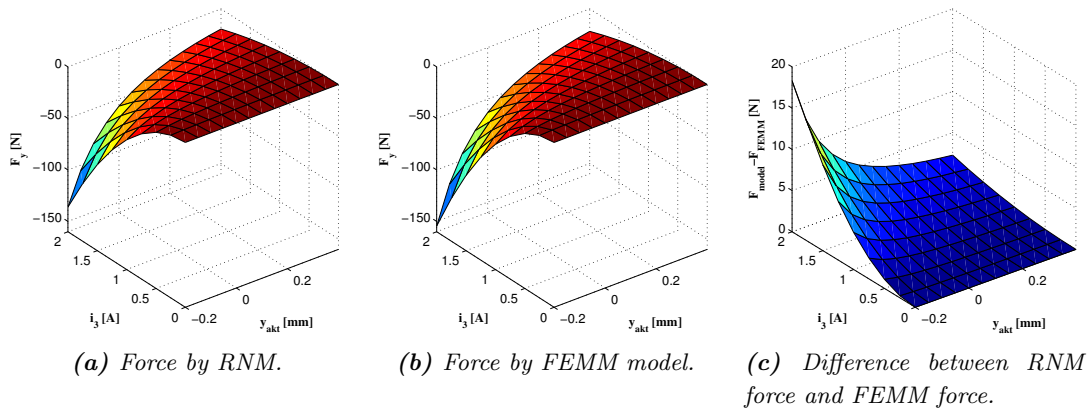 0
−50
−100
−150
F_y [N]
2
1.5
1
0.5
0
i_3 [A]
−0.2
0
0.2
y_akt [mm]
(a) Force by RNM.
0
−50
−100
−150
F_y [N]
2
1.5
1
0.5
0
i_3 [A]
−0.2
0
0.2
y_akt [mm]
(b) Force by FEMM model.
20
15
10
5
0
F_model−F_FEMM [N]
2
1.5
1
0.5
0
i_3 [A]
−0.2
0
0.2
y_akt [mm]
(c) Difference between RNM
force and FEMM force.